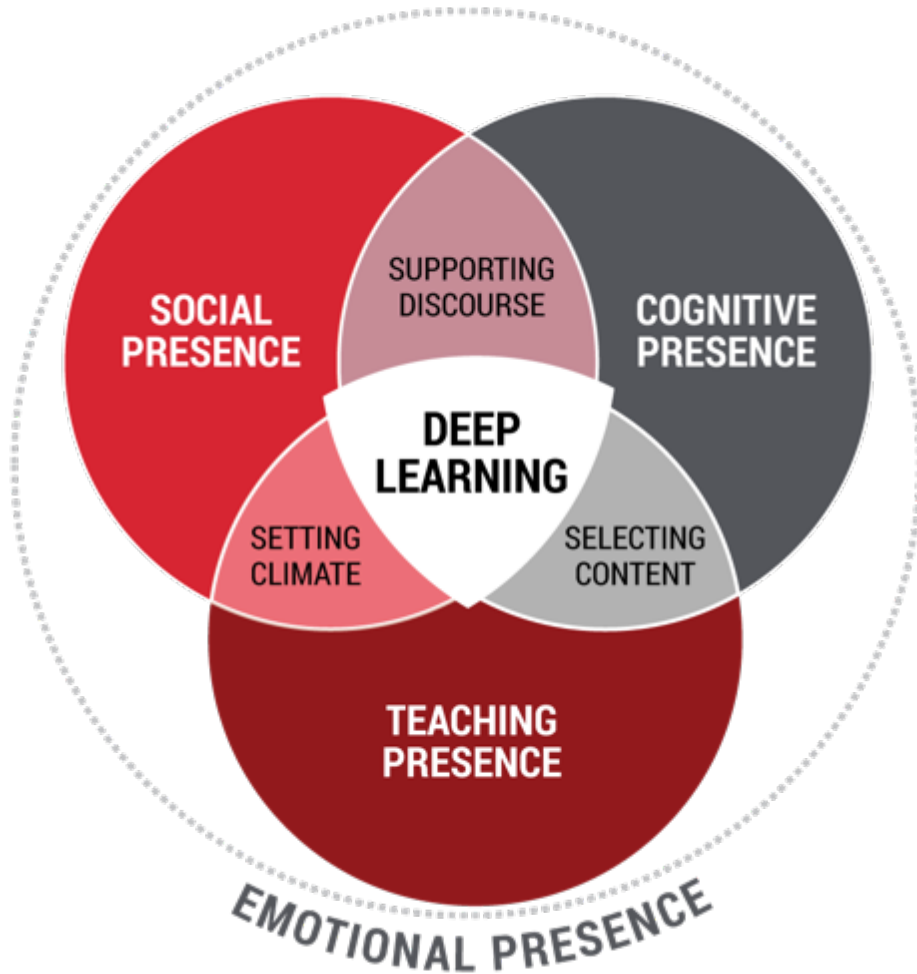 SUPPORTING
DISCOURSE
SOCIAL
PRESENCE
COGNITIVE
PRESENCE
DEEP
LEARNING
SETTING
CLIMATE
SELECTING
CONTENT
TEACHING
PRESENCE
EMOTIONAL PRESENCE